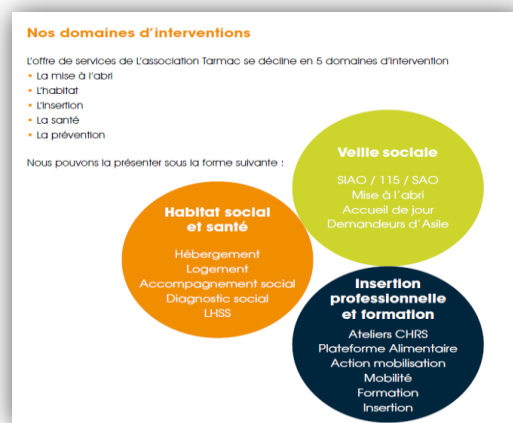 Nos domaines d'interventions
L'offre de services de L'association Tarmac se décline en 5 domaines d'intervention
• La mise à l'abri
• L'habitat
• L'insertion
• La santé
• La prévention
Nous pouvons la présenter sous la forme suivante :
Veille sociale
SIAO / 115 / SAO
Mise à l'abri
Accueil de jour
Demandeurs d'Asile
Habitat social
et santé
Hébergement
Logement
Accompagnement social
Diagnostic social
LHSS
Insertion
professionnelle
et formation
Ateliers CHRS
Plateforme Alimentaire
Action mobilisation
Mobilité
Formation
Insertion